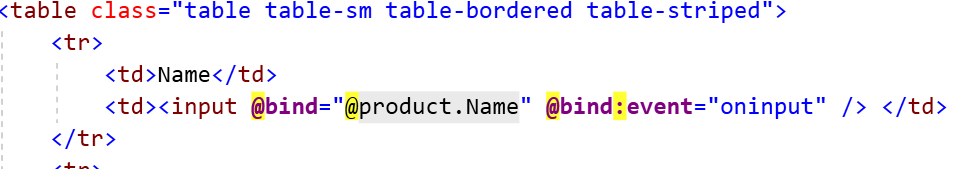 <table class="table table-sm table-bordered table-striped">
<tr>
<td>Name</td>
<td><input @bind="@product.Name" @bind:event="oninput" /> </td>
</tr>
<tr>